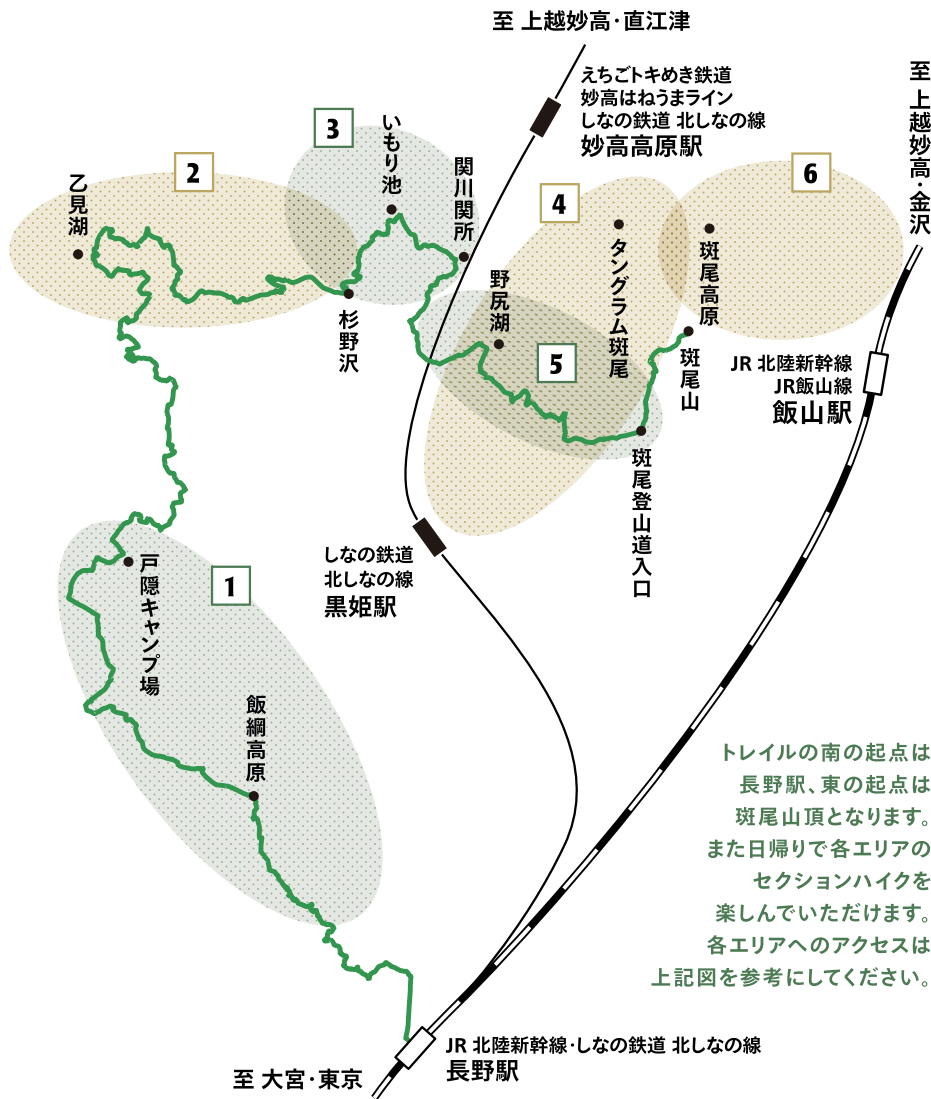 至 上越妙高・直江津
えちごトキめき鉄道
妙高はねうまライン
しなの鉄道 北しなの線
妙高高原駅
至 上越妙高・金沢
3
いもり池
関川関所
2
乙見湖
杉野沢
4
タングラム斑尾
6
斑尾高原
野尻湖
5
斑尾山
斑尾登山道入口
JR 北陸新幹線
JR飯山線
飯山駅
しなの鉄道
北しなの線
黒姫駅
1
戸隠キャンプ場
飯綱高原
トレイルの南の起点は
長野駅、東の起点は
斑尾山頂となります。
また日帰りで各エリアの
セクションハイクを
楽しんでいただけます。
各エリアへのアクセスは
上記図を参考にしてください。
JR 北陸新幹線・しなの鉄道 北しなの線
長野駅
至 大宮・東京